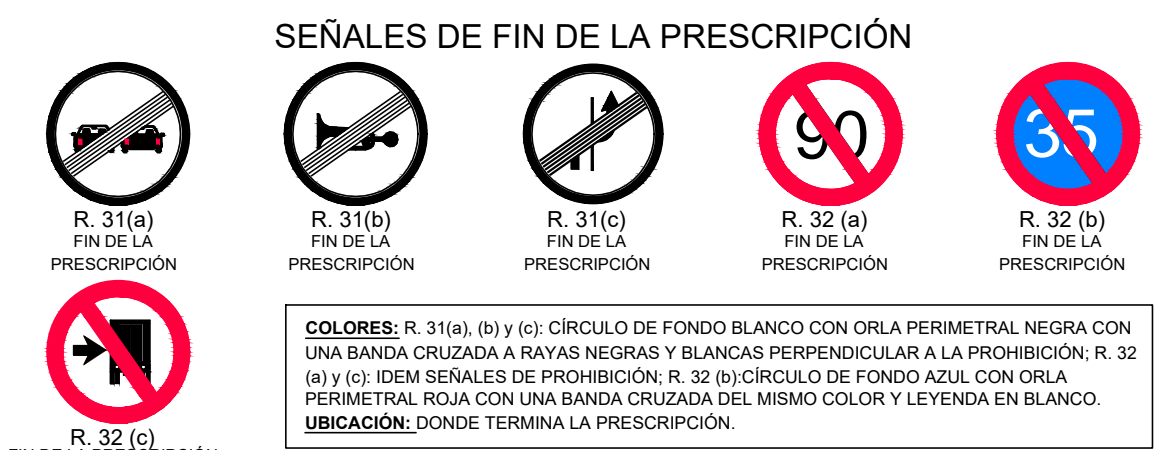 SEÑALES DE FIN DE LA PRESCRIPCIÓN
90
35
R. 31(a)
FIN DE LA
PRESCRIPCIÓN
R. 31(b)
FIN DE LA
PRESCRIPCIÓN
R. 31(c)
FIN DE LA
PRESCRIPCIÓN
R. 32 (a)
FIN DE LA
PRESCRIPCIÓN
R. 32 (b)
FIN DE LA
PRESCRIPCIÓN
R. 32 (c)
FIN DE LA PRESCRIPCIÓN
COLORES: R. 31(a), (b) y (c): CÍRCULO DE FONDO BLANCO CON ORLA PERIMETRAL NEGRA CON
UNA BANDA CRUZADA A RAYAS NEGRAS Y BLANCAS PERPENDICULAR A LA PROHIBICIÓN; R. 32
(a) y (c): IDEM SEÑALES DE PROHIBICIÓN; R. 32 (b):CÍRCULO DE FONDO AZUL CON ORLA
PERIMETRAL ROJA CON UNA BANDA CRUZADA DEL MISMO COLOR Y LEYENDA EN BLANCO.
UBICACIÓN: DONDE TERMINA LA PRESCRIPCIÓN.